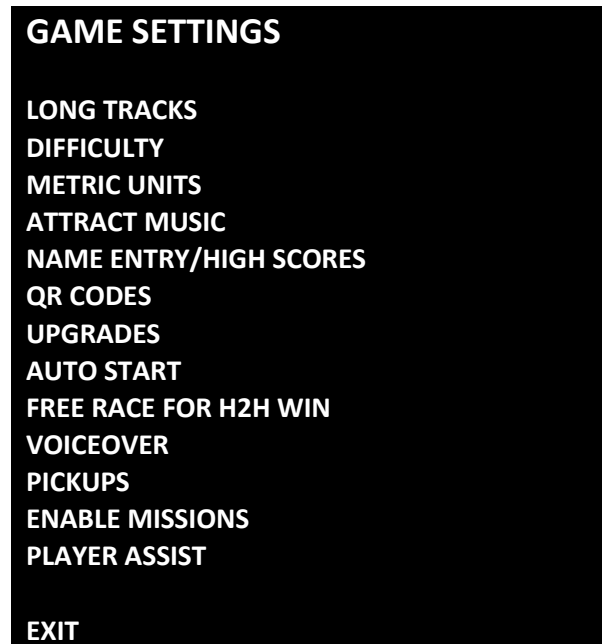 GAME SETTINGS
LONG TRACKS
DIFFICULTY
METRIC UNITS
ATTRACT MUSIC
NAME ENTRY/HIGH SCORES
QR CODES
UPGRADES
AUTO START
FREE RACE FOR H2H WIN
VOICEOVER
PICKUPS
ENABLE MISSIONS
PLAYER ASSIST
EXIT